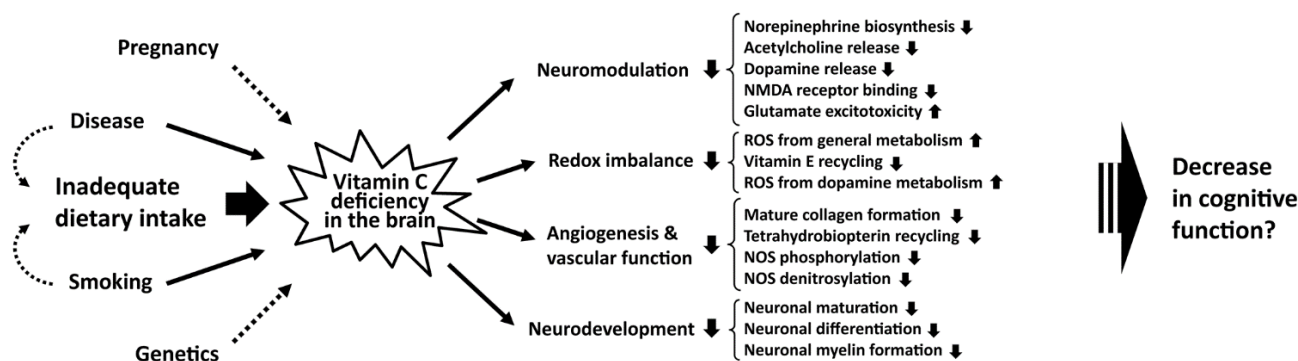 Pregnancy
Disease
Inadequate
dietary intake
Smoking
Genetics
Vitamin C
deficiency
in the brain
Neuromodulation
Norepinephrine biosynthesis
Acetylcholine release
Dopamine release
NMDA receptor binding
Glutamate excitotoxicity
Redox imbalance
ROS from general metabolism
Vitamin E recycling
ROS from dopamine metabolism
Angiogenesis &
vascular function
Mature collagen formation
Tetrahydrobiopterin recycling
NOS phosphorylation
NOS denitrosylation
Neurodevelopment
Neuronal maturation
Neuronal differentiation
Neuronal myelin formation
Decrease
in cognitive
function?